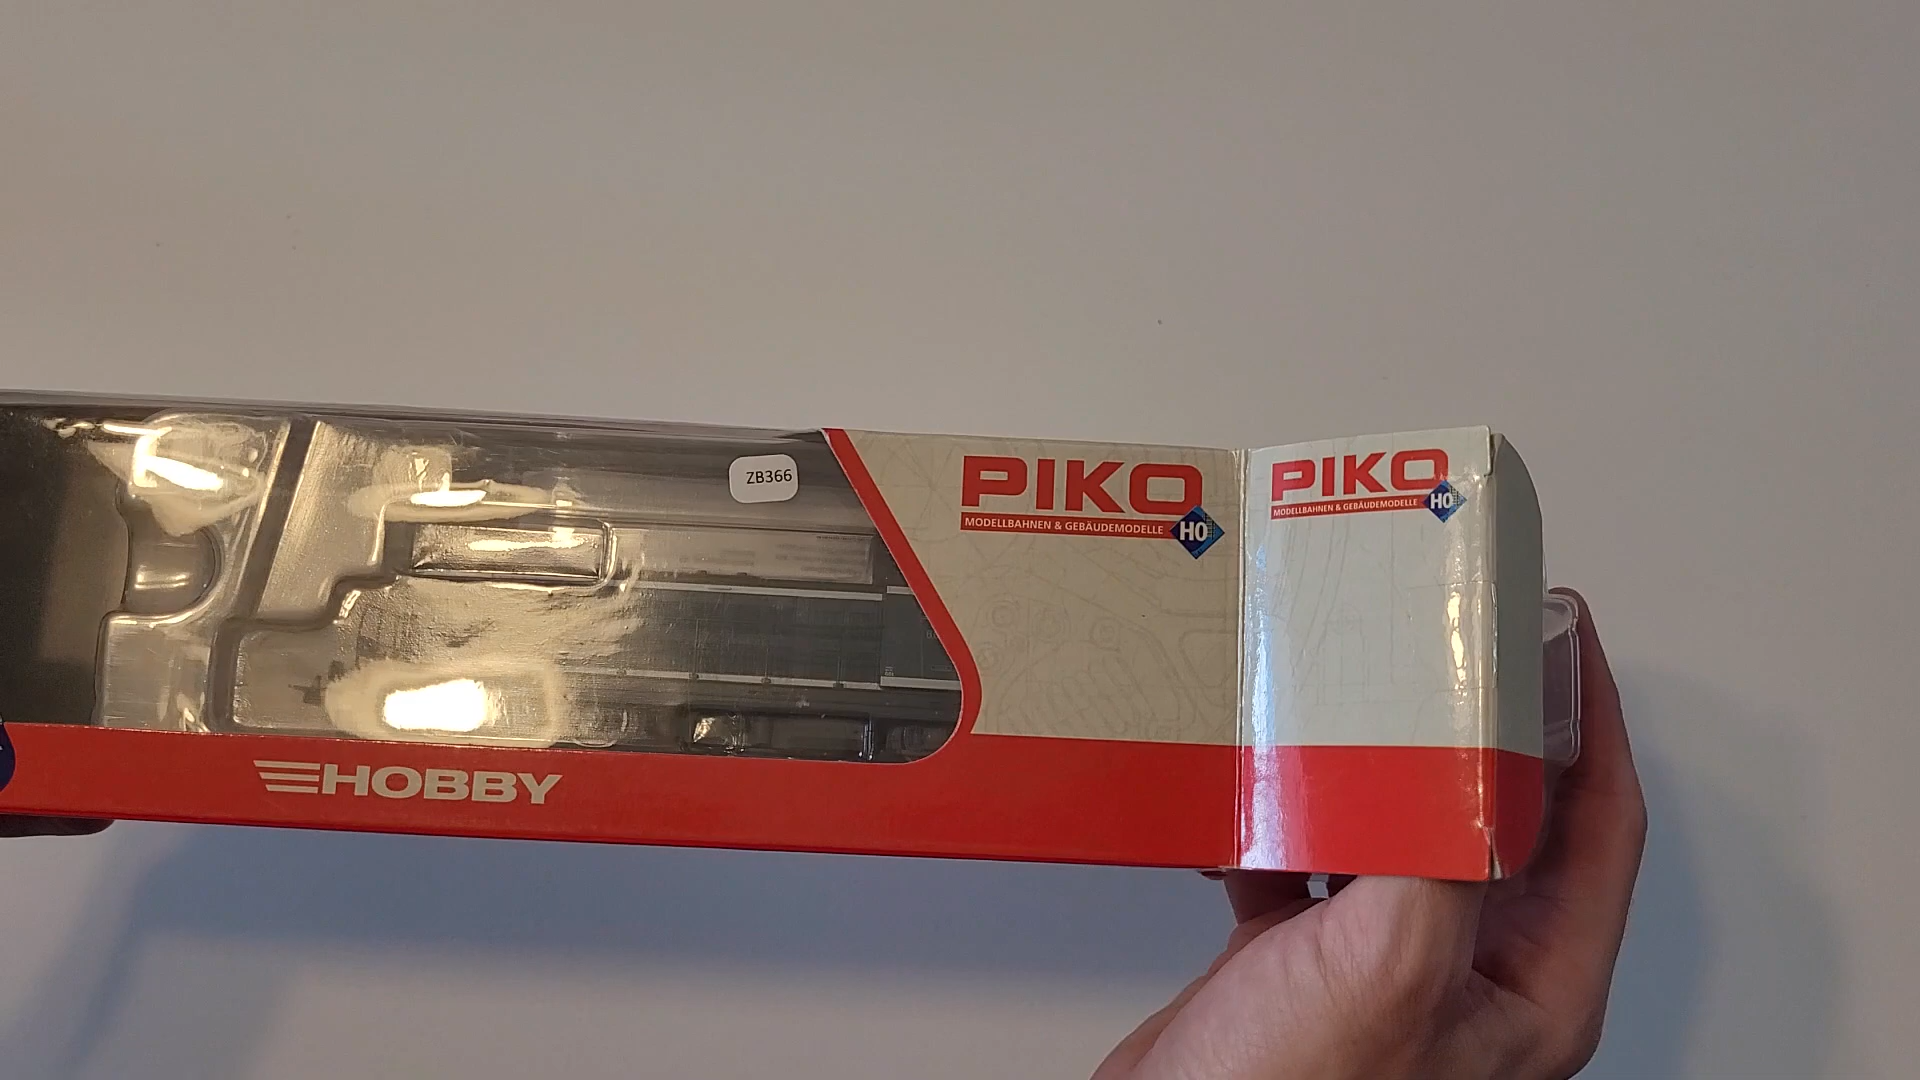 ZB366
PIKO
MODELLBAHNEN & GEBÄUDEMODELLE
H0
PIKO
MODELLBAHNEN & GEBÄUDEMODELLE
H0
HOBBY